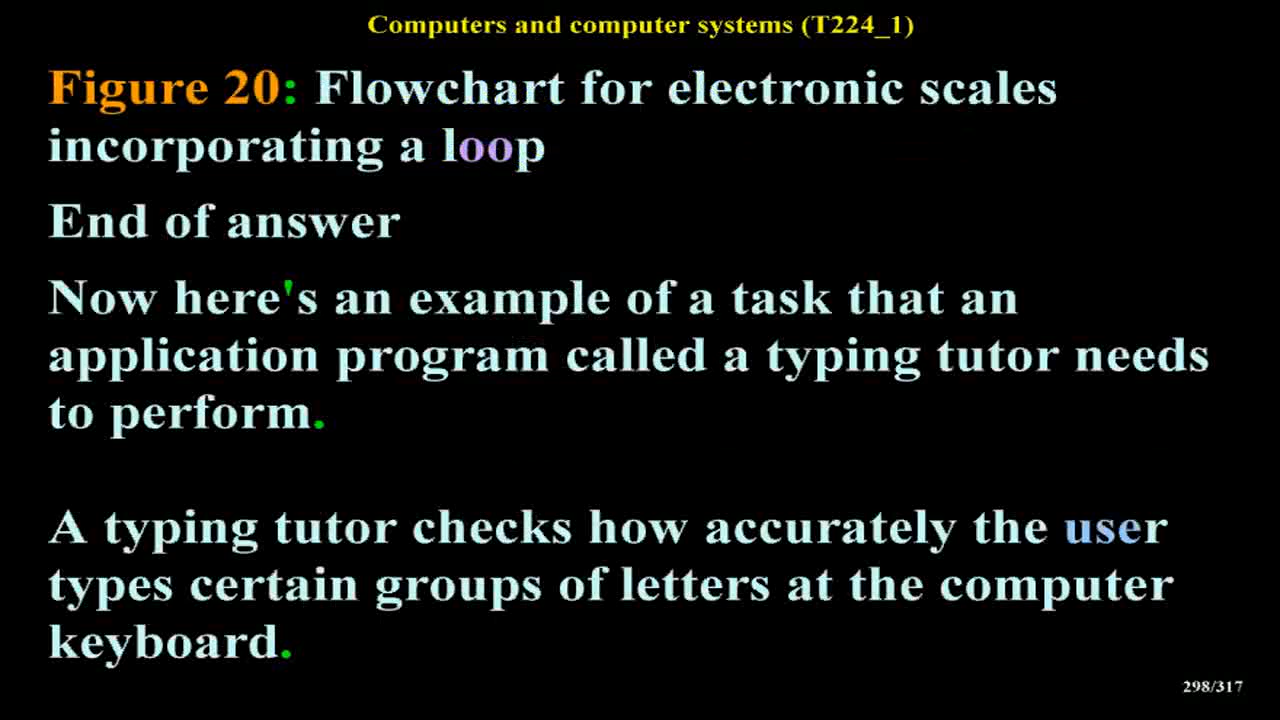 Computers and computer systems (T224_1)
Figure 20: Flowchart for electronic scales
incorporating a loop
End of answer
Now here's an example of a task that an
application program called a typing tutor needs
to perform.
A typing tutor checks how accurately the user
types certain groups of letters at the computer
keyboard.
298/317